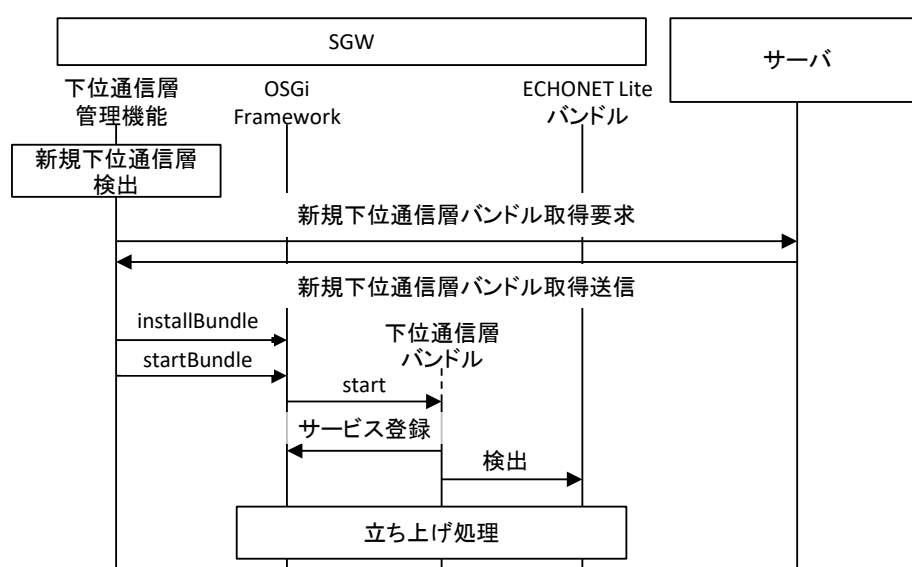 SGW
サーバ
下位通信層
管理機能
OSGi
Framework
ECHONET Lite
バンドル
新規下位通信層
検出
新規下位通信層バンドル取得要求
新規下位通信層バンドル取得送信
installBundle
下位通信層
バンドル
startBundle
start
サービス登録
検出
立ち上げ処理